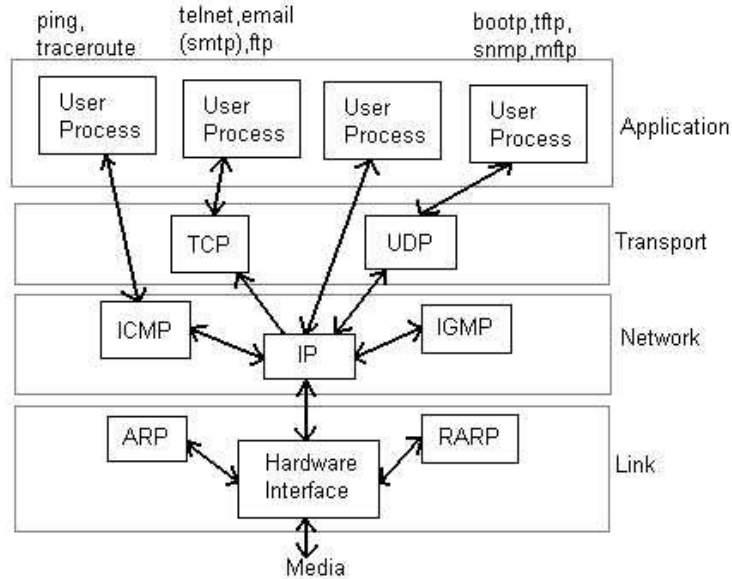 ping,
traceroute
telnet,email
(smtp),ftp
bootp,tftp,
snmp,mftp
User
Process
User
Process
User
Process
User
Process
Application
TCP
UDP
Transport
ICMP
IP
IGMP
Network
ARP
Hardware
Interface
RARP
Link
Media